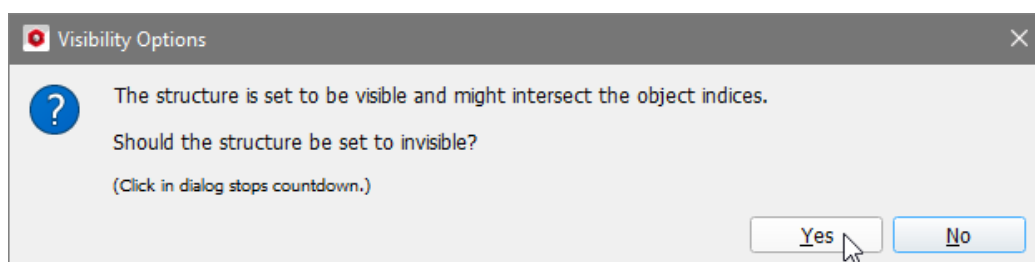 Visibility Options
The structure is set to be visible and might intersect the object indices.
Should the structure be set to invisible?
(Click in dialog stops countdown.)
Yes No